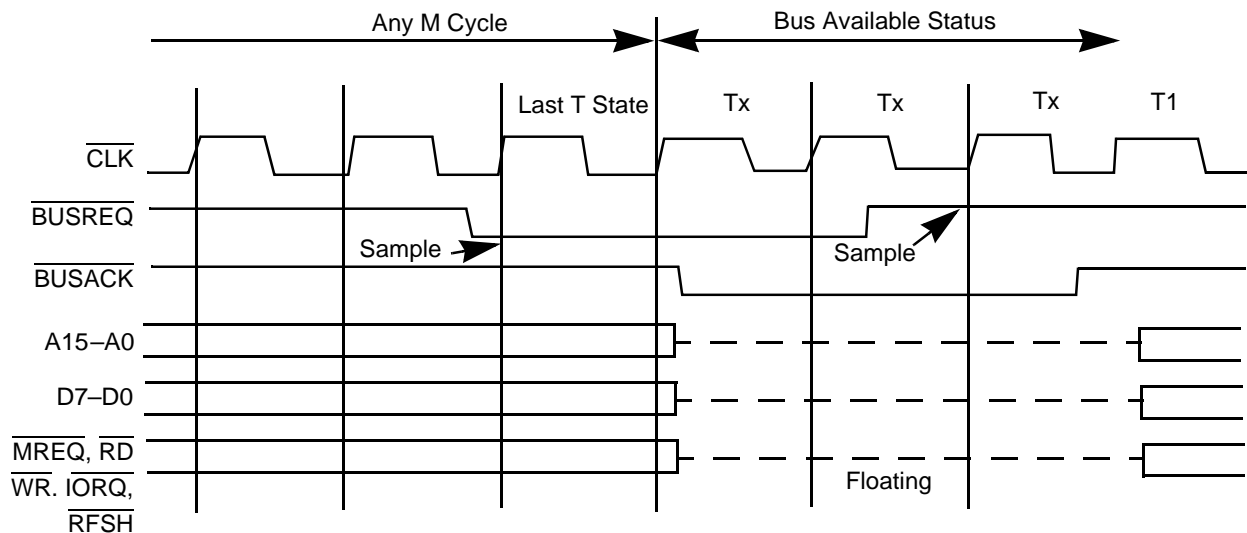 Any M Cycle
Bus Available Status
Last T State
Tx
Tx
Tx
T1
CLK
BUSREQ
Sample
Sample
BUSACK
A15–A0
D7–D0
MREQ, RD
WR. IORQ,
RFSH
Floating